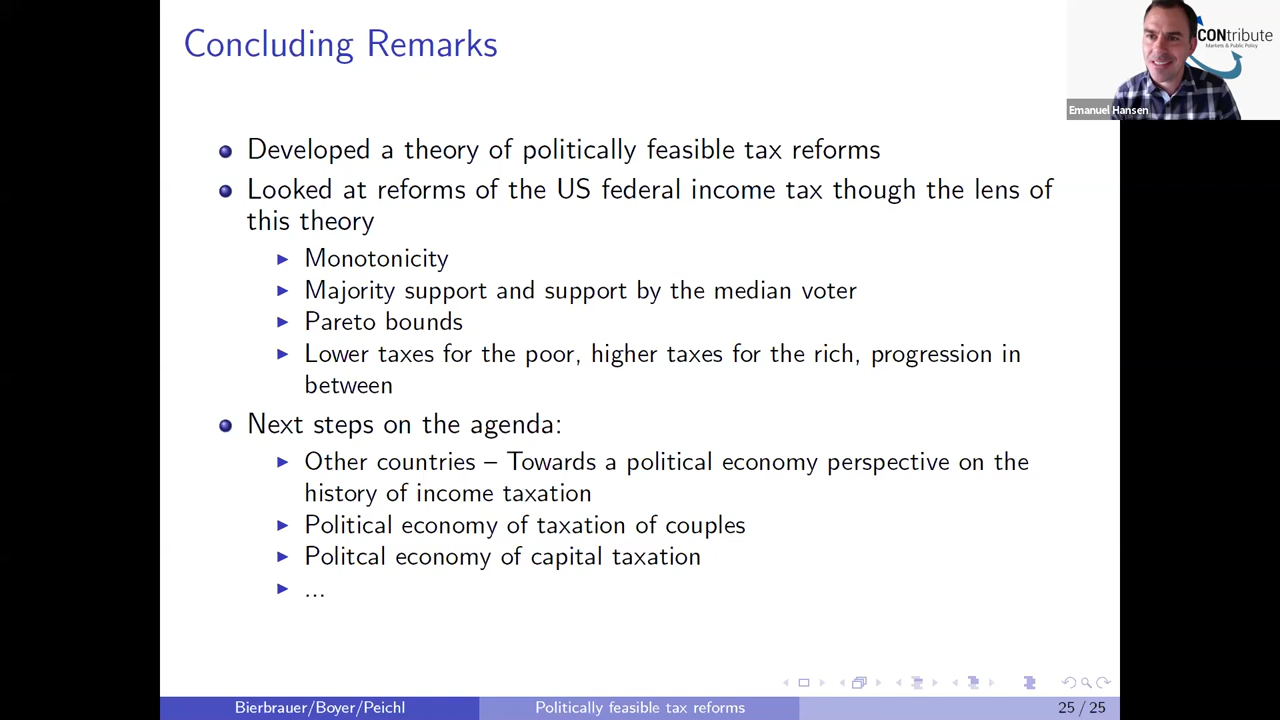 Concluding Remarks
CONtribute
Markets & Public Policy
Emanuel Hansen
Developed a theory of politically feasible tax reforms
Looked at reforms of the US federal income tax though the lens of
this theory
Monotonicity
Majority support and support by the median voter
Pareto bounds
Lower taxes for the poor, higher taxes for the rich, progression in
between
Next steps on the agenda:
Other countries – Towards a political economy perspective on the
history of income taxation
Political economy of taxation of couples
Politcal economy of capital taxation
...
Bierbrauer/Boyer/Peichl
Politically feasible tax reforms
25 / 25